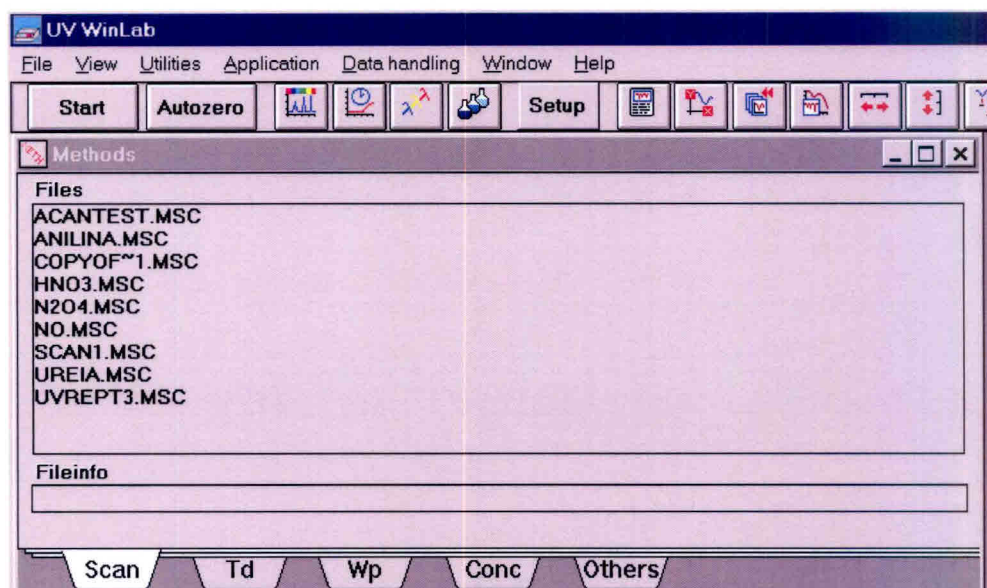 UV WinLab
File View Utilities Application Data handling Window Help
Start Autozero Setup
Methods
Files
ACANTEST.MSC
ANILINA.MSC
COPYOF~1.MSC
HNO3.MSC
N2O4.MSC
NO.MSC
SCAN1.MSC
UREIA.MSC
UVREPT3.MSC
Fileinfo
Scan Td Wp Conc Others